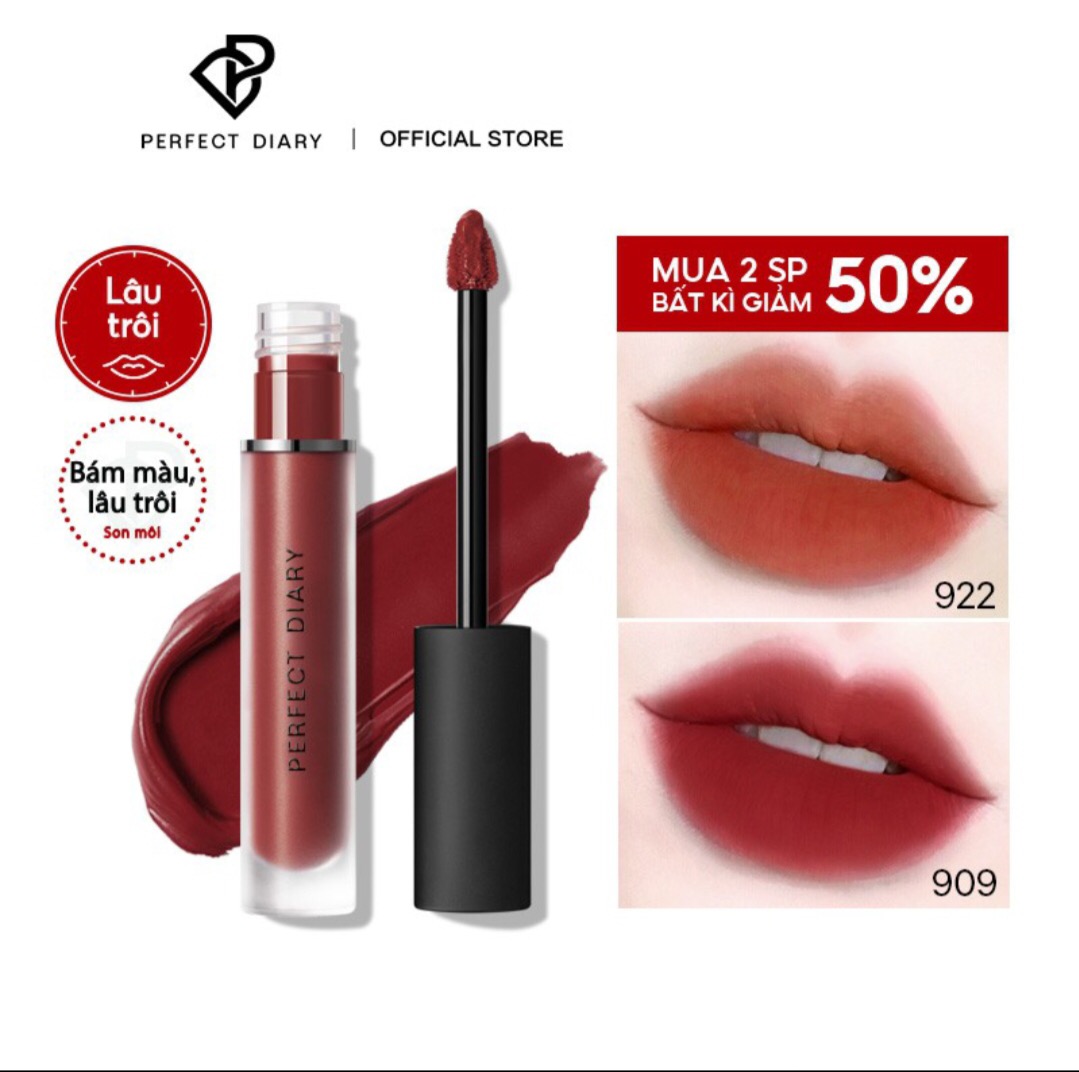 PERFECT DIARY | OFFICIAL STORE
Lâu
trôi
Bám màu,
lâu trôi
Son môi
PERFECT DIARY
MUA 2 SP
BẤT KÌ GIẢM
50%
922
909